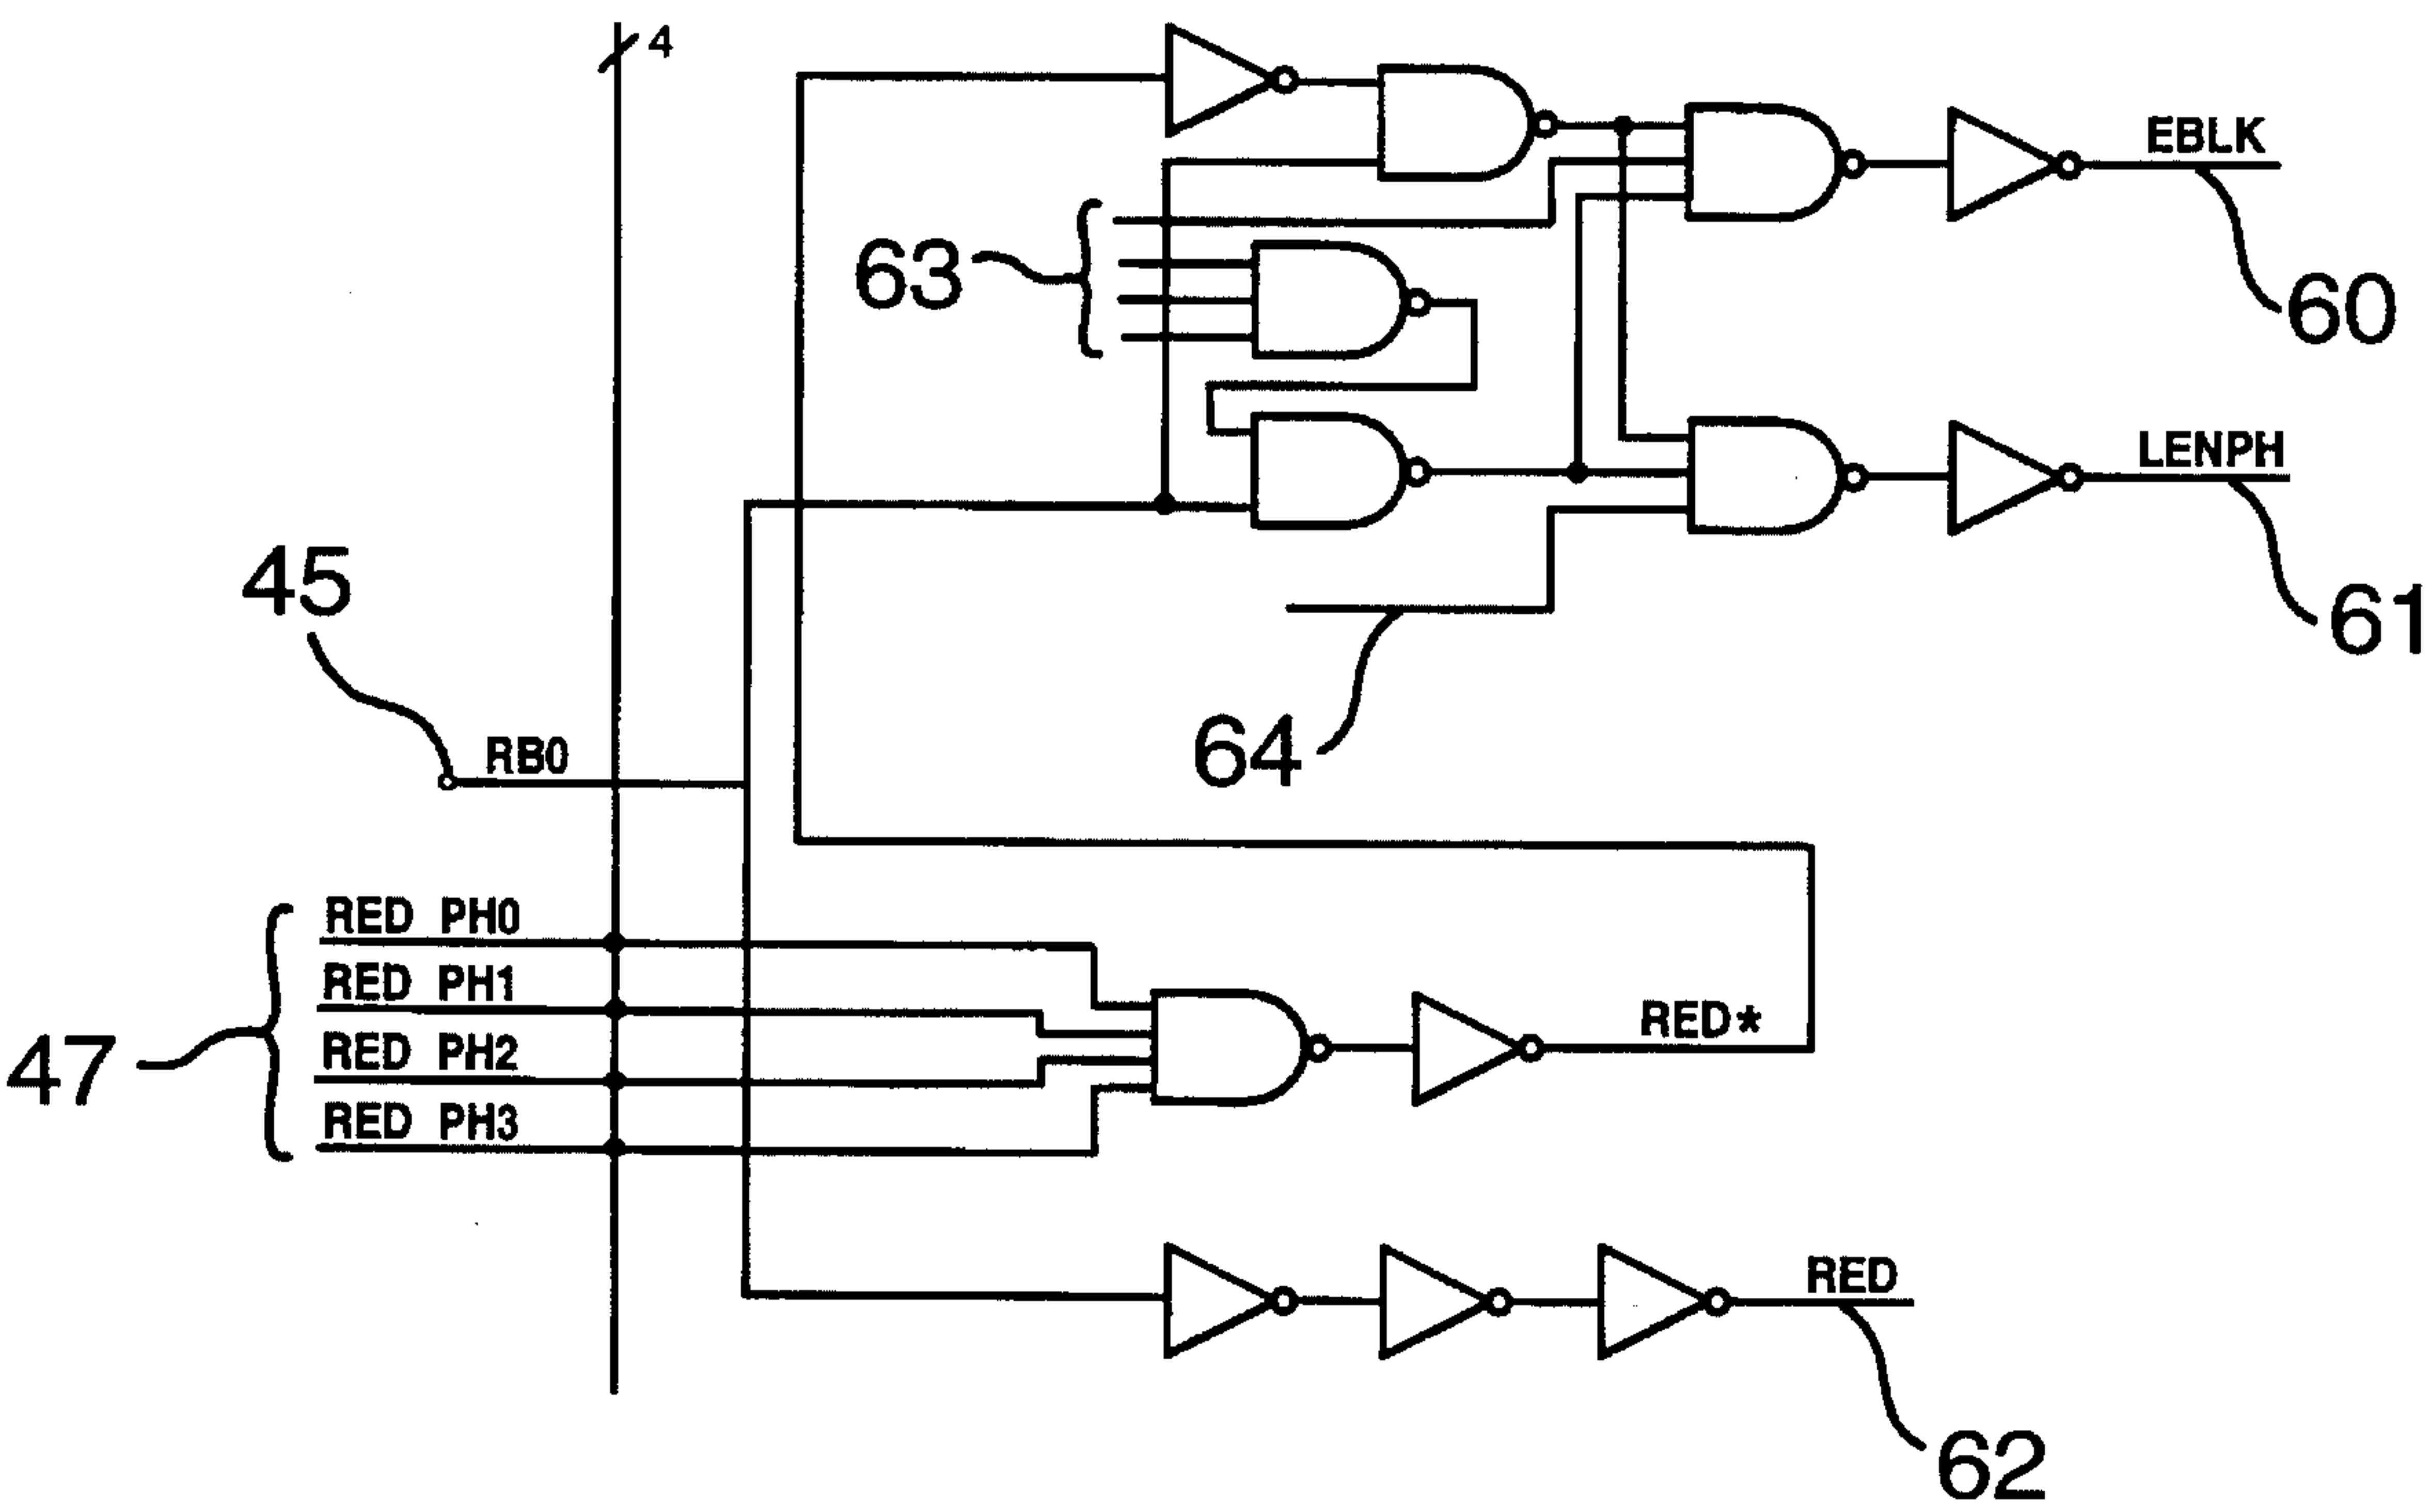 4
EBLK
63
60
LENPH
45
61
64
RB0
RED PH0
RED PH1
RED*
47
RED PH2
RED PH3
RED
62